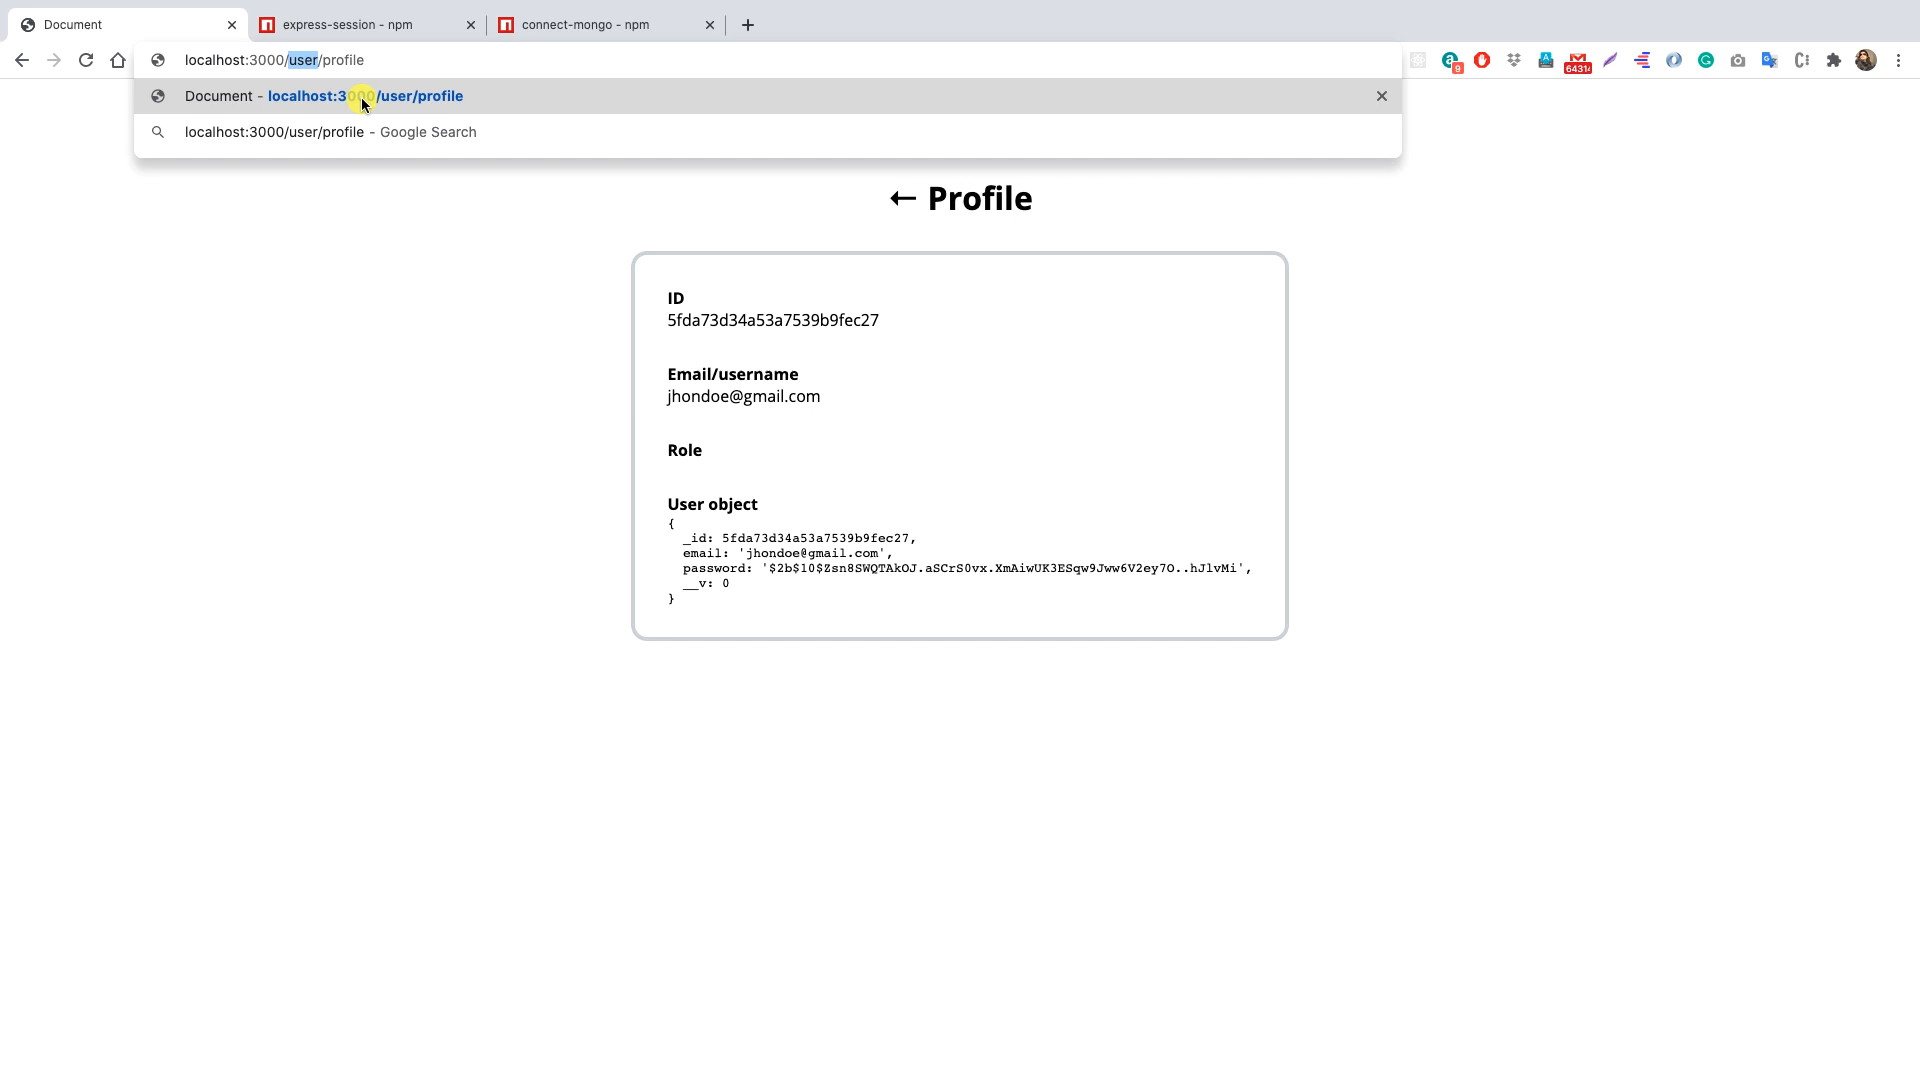 Document
express-session - npm
connect-mongo - npm
localhost:3000/user/profile
9
64314
Document - localhost:3000/user/profile
localhost:3000/user/profile - Google Search
← Profile
ID
5fda73d34a53a7539b9fec27
Email/username
jhondoe@gmail.com
Role
User object
{
_id: 5fda73d34a53a7539b9fec27,
email: 'jhondoe@gmail.com',
password: '$2b$10$Zsn8SWQTAkOJ.aSCrS0vx.XmAiwUK3ESqw9Jww6V2ey7O..hJlvMi',
__v: 0
}